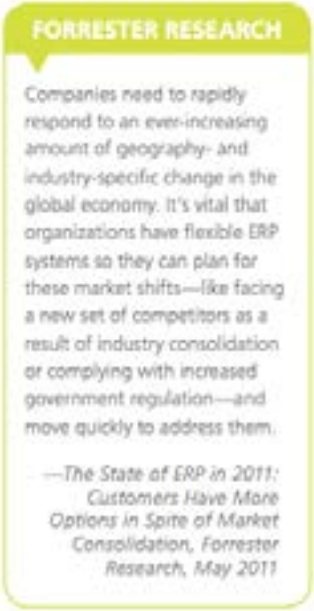 FORRESTER RESEARCH
Companies need to rapidly
respond to an ever-increasing
amount of geography- and
industry-specific change in the
global economy. It's vital that
organizations have flexible ERP
systems so they can plan for
these market shifts—like facing
a new set of competitors as a
result of industry consolidation
or complying with increased
government regulation—and
move quickly to address them.
—The State of ERP in 2011:
Customers Have More
Options in Spite of Market
Consolidation, Forrester
Research, May 2011